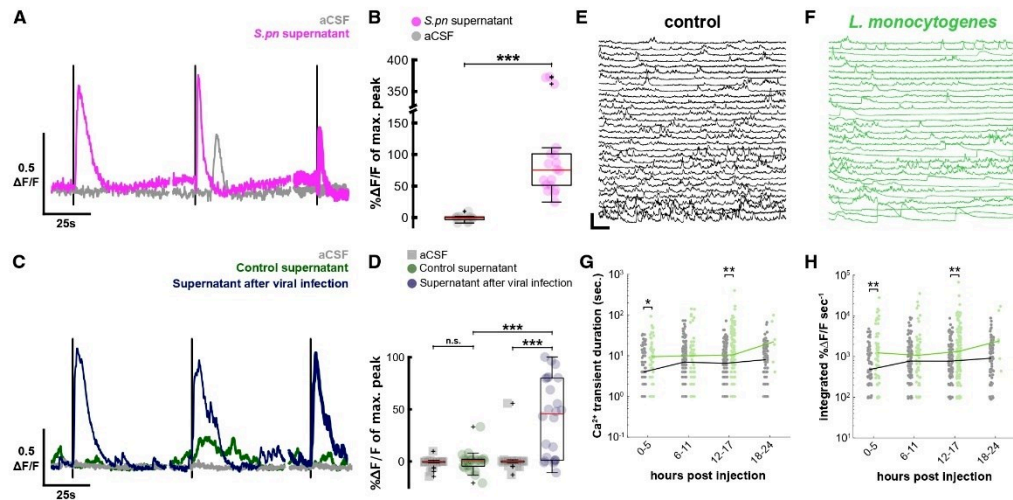 A
aCSF
S.pn supernatant
0.5
ΔF/F
25s
B
S.pn supernatant
aCSF
***
%ΔF/F of max. peak
400
350
100
50
0
C
aCSF
Control supernatant
Supernatant after viral infection
0.5
ΔF/F
25s
D
aCSF
Control supernatant
Supernatant after viral infection
***
n.s.
***
%ΔF/F of max. peak
100
50
0
E
control
F
L. monocytogenes
G
**
*
Ca²⁺ transient duration (sec.)
10³
10²
10¹
10⁰
10⁻¹
0-5
6-11
12-17
18-24
hours post injection
H
**
**
Integrated %ΔF/F sec⁻¹
10⁵
10⁴
10³
10²
10¹
0-5
6-11
12-17
18-24
hours post Injection